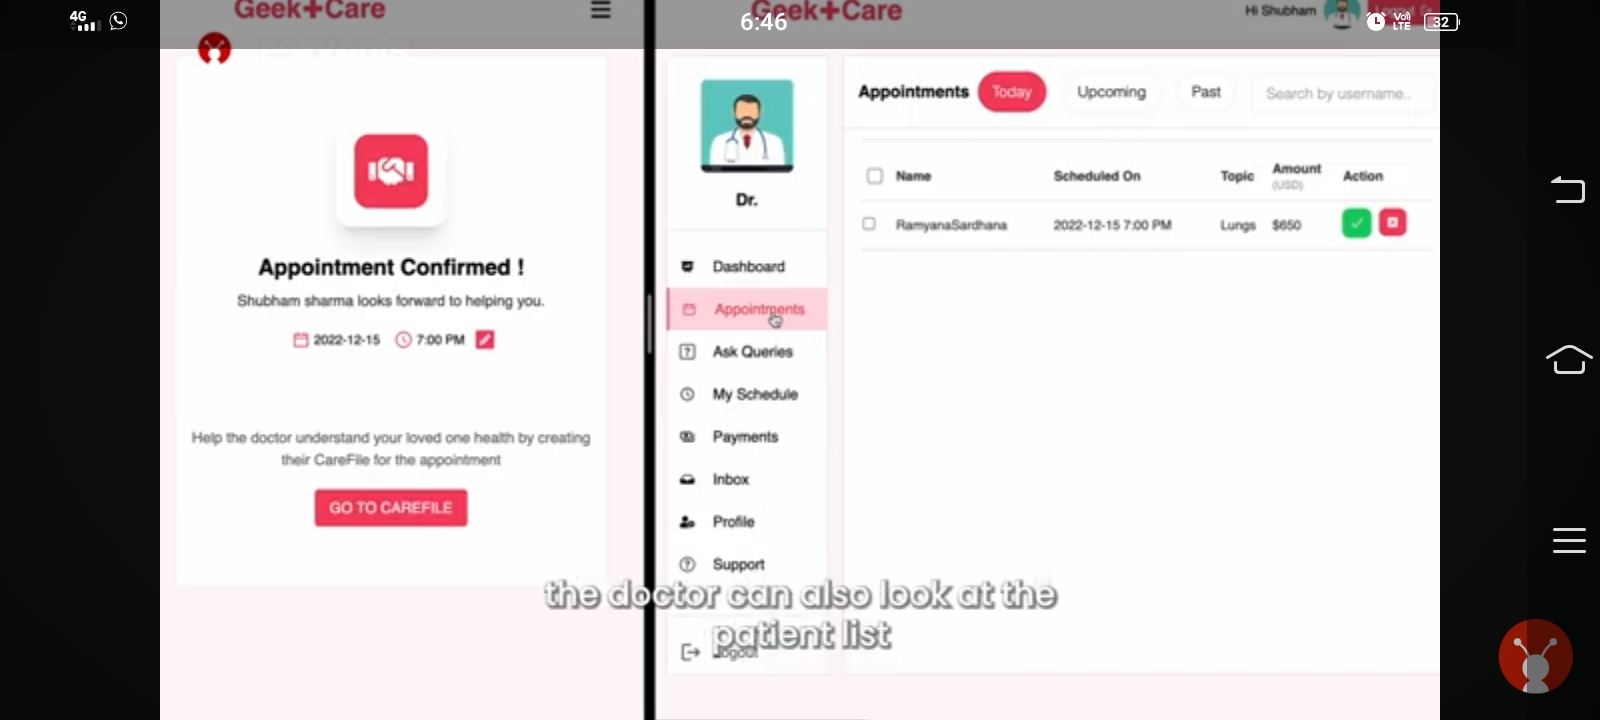 4G
6:46
Vo)
LTE
32
Geek+Care
Appointment Confirmed !
Shubham sharma looks forward to helping you.
2022-12-15 7:00 PM
Help the doctor understand your loved one health by creating
their CareFile for the appointment
GO TO CAREFILE
Geek+Care
Hi Shubham
Dr.
Dashboard
Appointments
Ask Queries
My Schedule
Payments
Inbox
Profile
Support
Logout
Appointments Today Upcoming Past Search by username..
Name Scheduled On Topic Amount (USD) Action
RamyanaSardhana 2022-12-15 7:00 PM Lungs $650
the doctor can also look at the
patient list